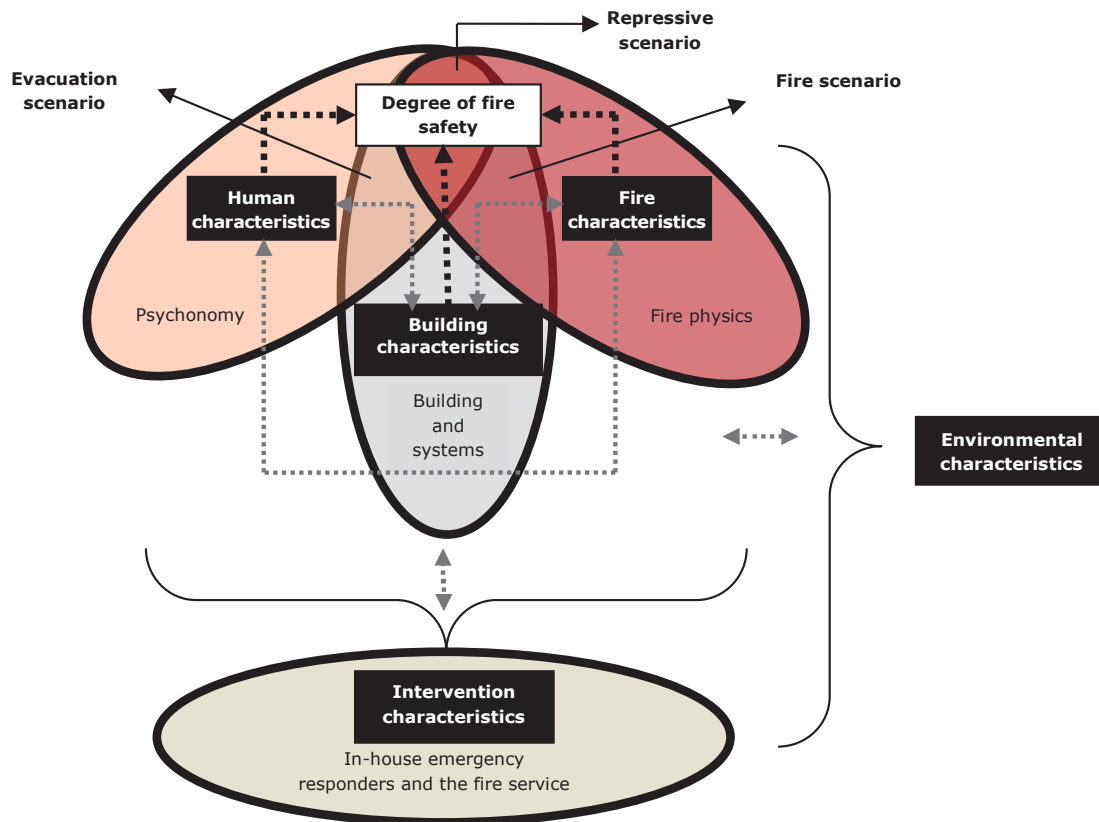 Repressive
scenario
Evacuation
scenario
Fire scenario
Degree of fire
safety
Human
characteristics
Fire
characteristics
Psychonomy
Fire physics
Building
characteristics
Building
and
systems
Environmental
characteristics
Intervention
characteristics
In-house emergency
responders and the fire service